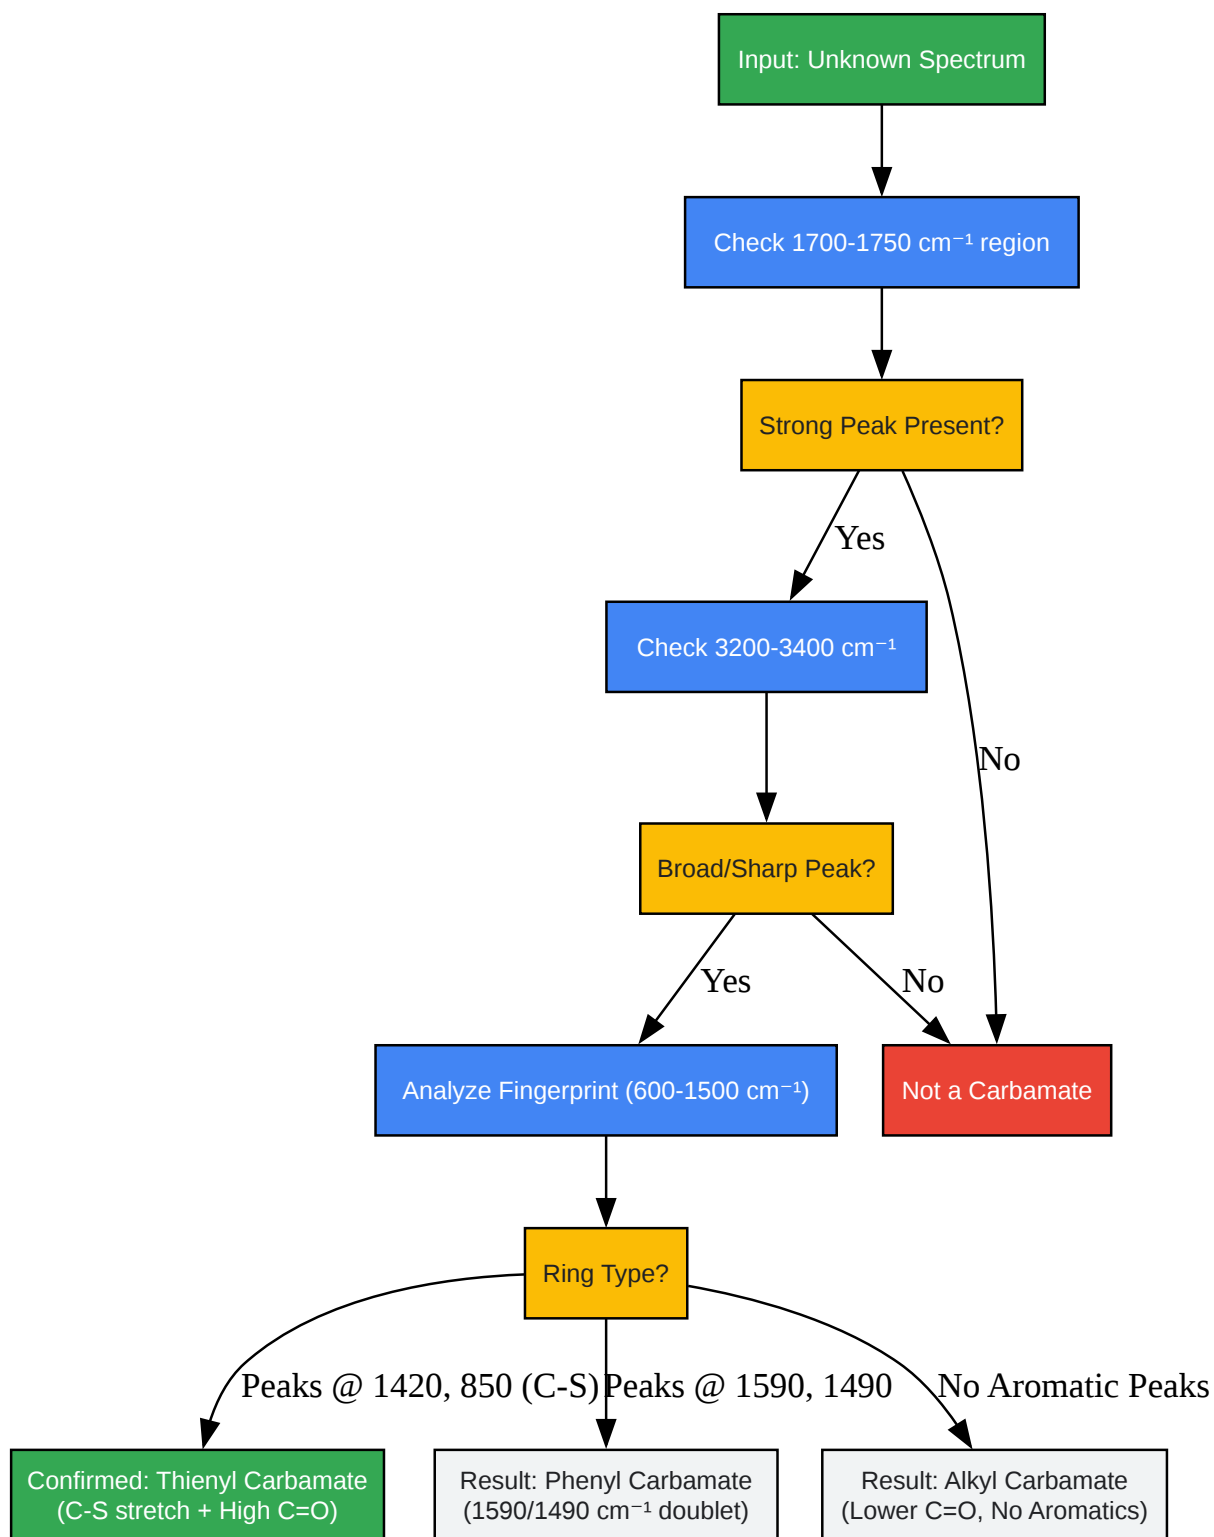 Input: Unknown Spectrum
Check 1700-1750 cm⁻¹ region
Strong Peak Present?
Yes
Check 3200-3400 cm⁻¹
No
Broad/Sharp Peak?
Yes
No
Analyze Fingerprint (600-1500 cm⁻¹)
Not a Carbamate
Ring Type?
Peaks @ 1420, 850 (C-S)
Peaks @ 1590, 1490
No Aromatic Peaks
Confirmed: Thienyl Carbamate
(C-S stretch + High C=O)
Result: Phenyl Carbamate
(1590/1490 cm⁻¹ doublet)
Result: Alkyl Carbamate
(Lower C=O, No Aromatics)